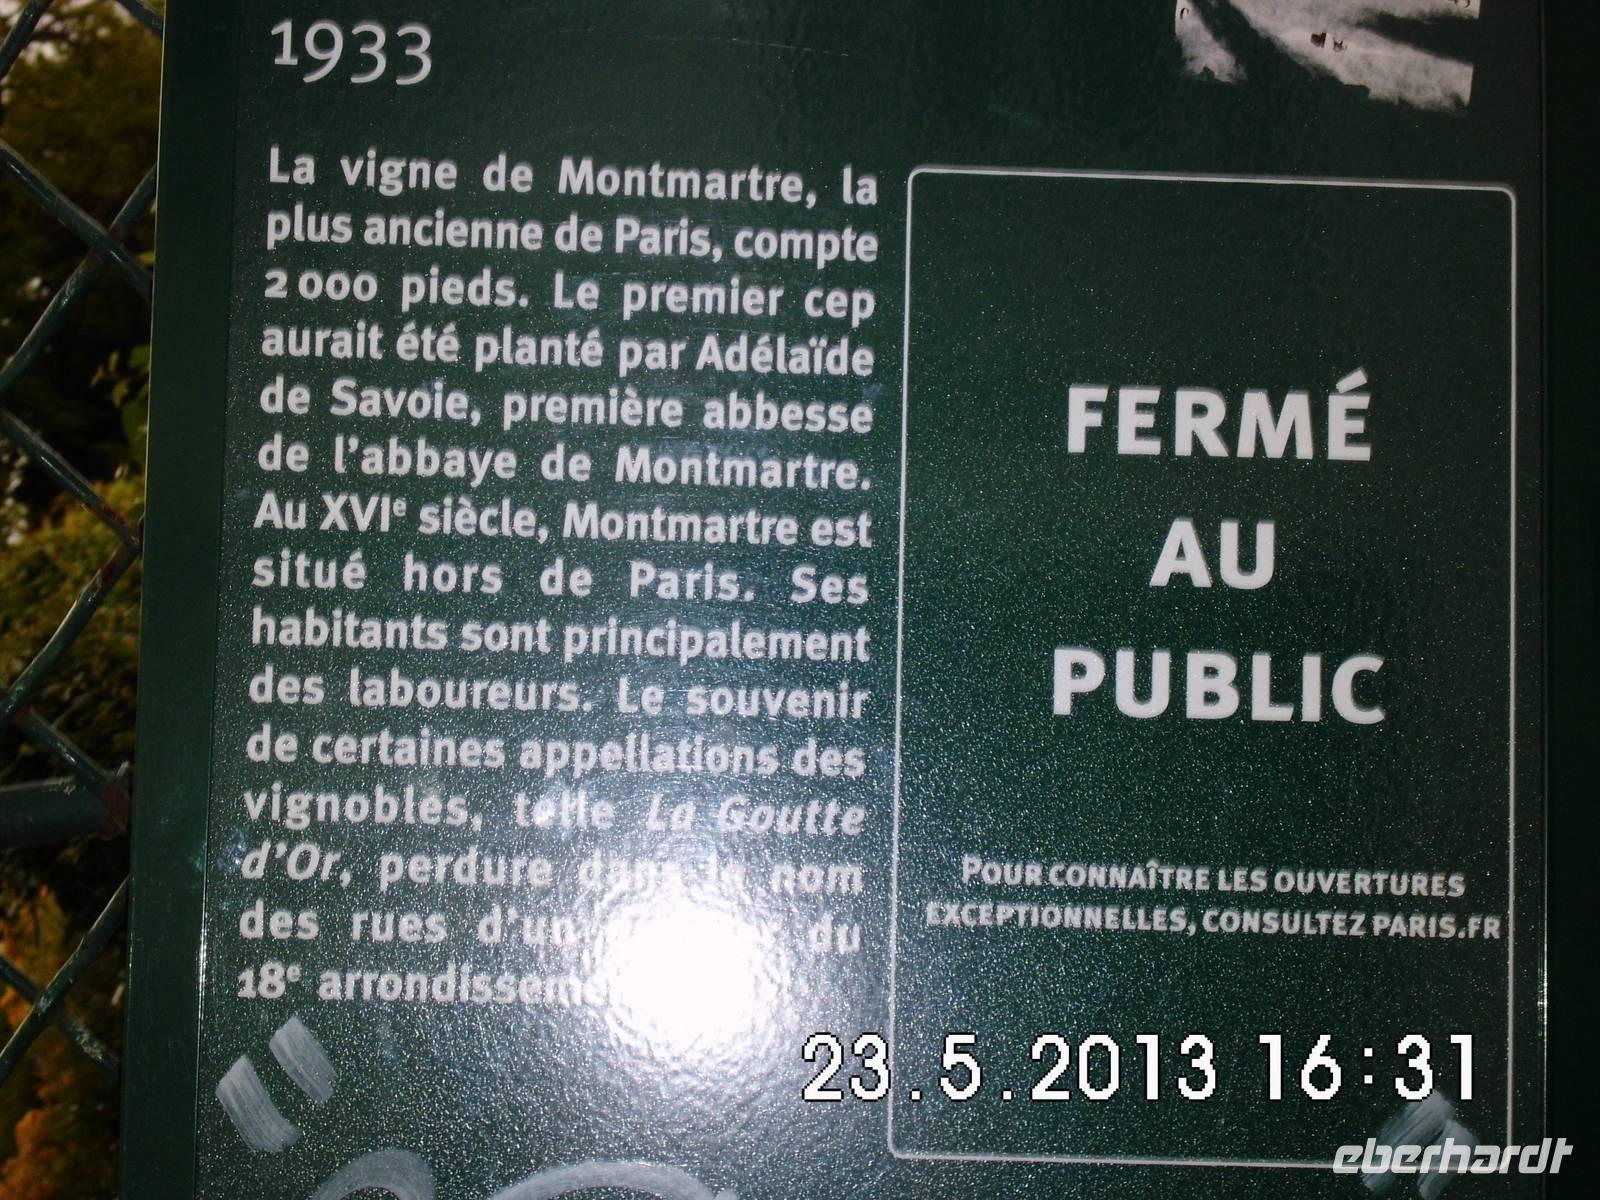 1933
La vigne de Montmartre, la
plus ancienne de Paris, compte
2 000 pieds. Le premier cep
aurait été planté par Adélaïde
de Savoie, première abbesse
de l'abbaye de Montmartre.
Au XVIe siècle, Montmartre est
situé hors de Paris. Ses
habitants sont principalement
des laboureurs. Le souvenir
de certaines appellations des
vignobles, telle La Goutte
d'Or, perdure dans le nom
des rues du
18e
FERMÉ
AU
PUBLIC
POUR CONNAÎTRE LES OUVERTURES
EXCEPTIONNELLES, CONSULTEZ PARIS.FR
23.5.2013 16:31
eberhardt